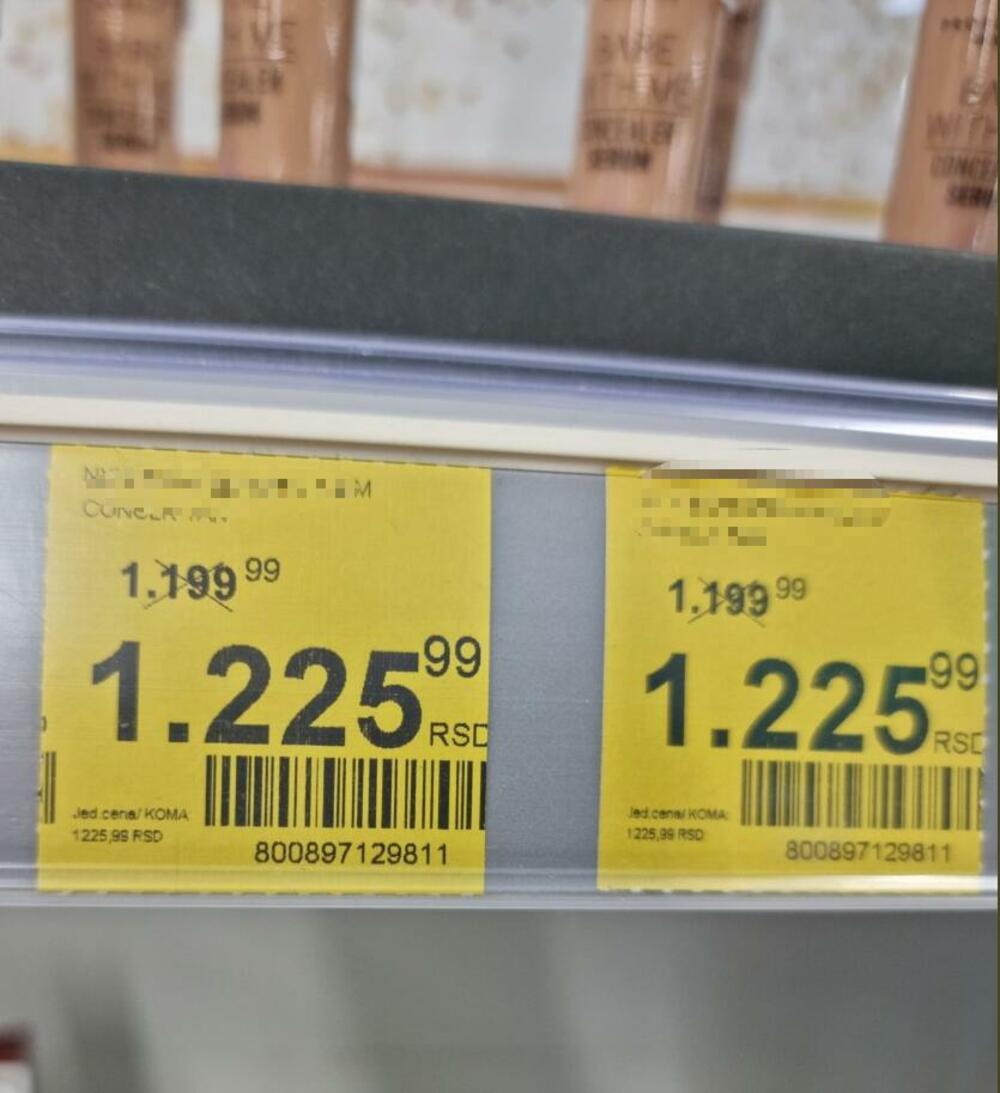 BARE
WITH ME
CONCEALER
SERUM
CONCEALER
SERUM
1.199 99
1.225 99
RSD
Jed.cena/ KOMA
1225,99 RSD
800897129811
1.199 99
1.225 99
RSD
Jed.cena/ KOMA:
1225,99 RSD
800897129811